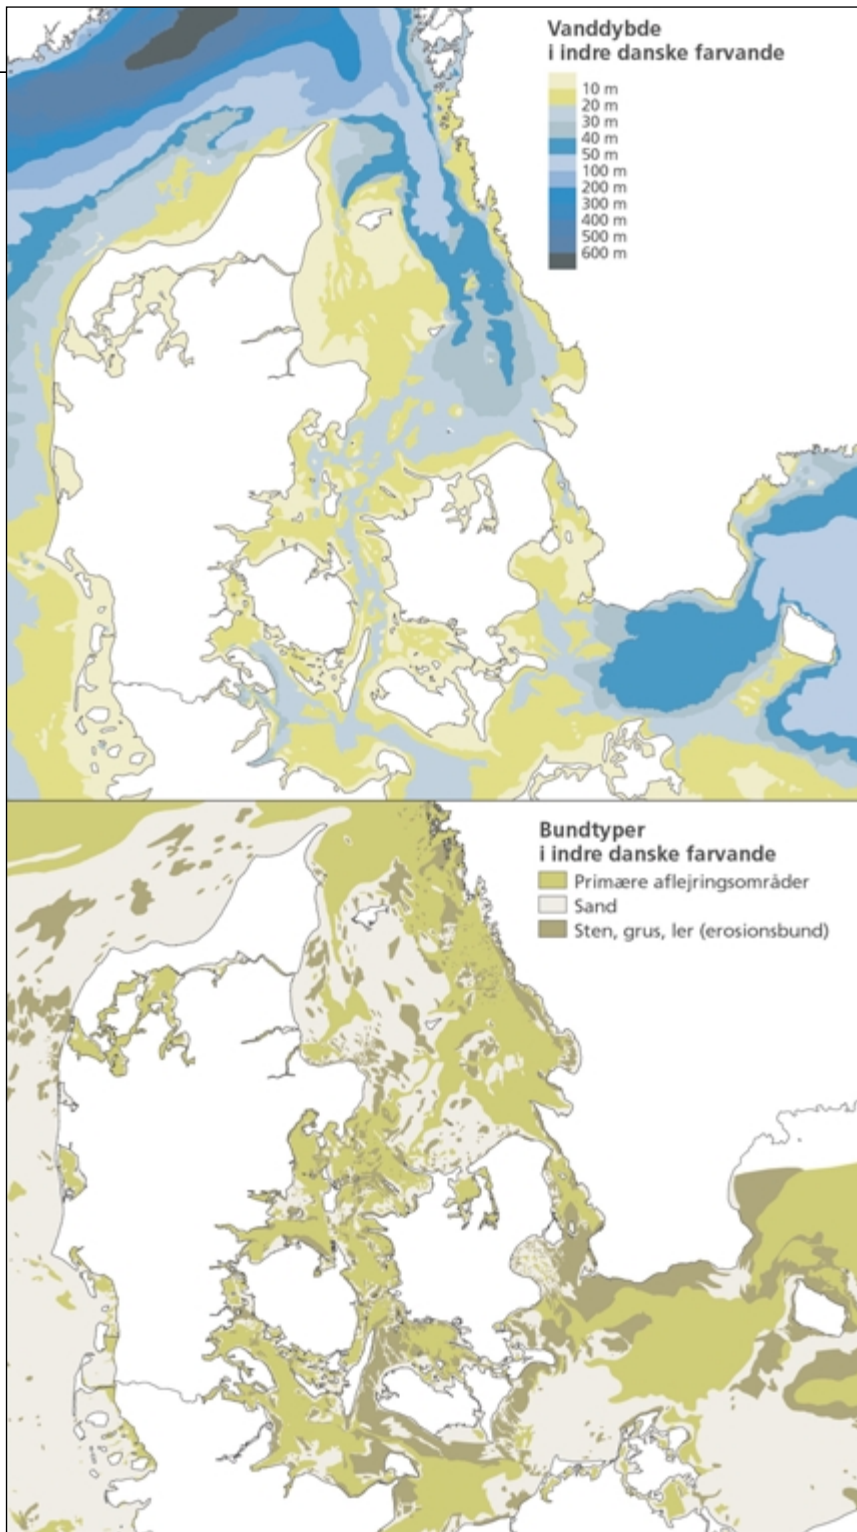 Vanddybde
i indre danske farvande
10 m
20 m
30 m
40 m
50 m
100 m
200 m
300 m
400 m
500 m
600 m
Bundtyper
i indre danske farvande
Primære aflejringsområder
Sand
Sten, grus, ler (erosionsbund)